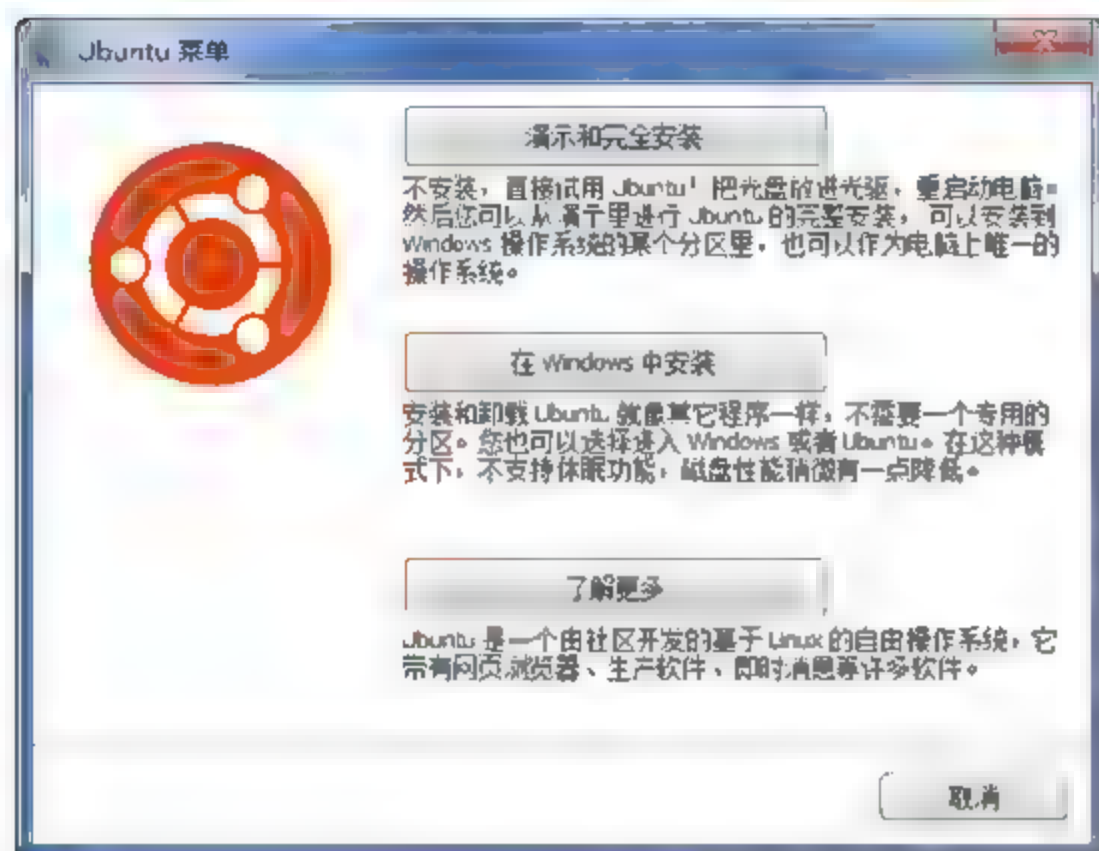 Ubuntu 菜单
演示和完全安装
不安装，直接试用 Ubuntu！把光盘放进光驱，重启动电脑。
然后您可以从演示里进行 Ubuntu 的完整安装，可以安装到
Windows 操作系统的某个分区里，也可以作为电脑上唯一的
操作系统。
在 Windows 中安装
安装和卸载 Ubuntu 就像其它程序一样，不需要一个专用的
分区。您也可以选择进入 Windows 或者 Ubuntu。在这种模
式下，不支持休眠功能，磁盘性能稍微有一点降低。
了解更多
Ubuntu 是一个由社区开发的基于 Linux 的自由操作系统，它
带有网页浏览器、生产软件、即时消息等许多软件。
取消